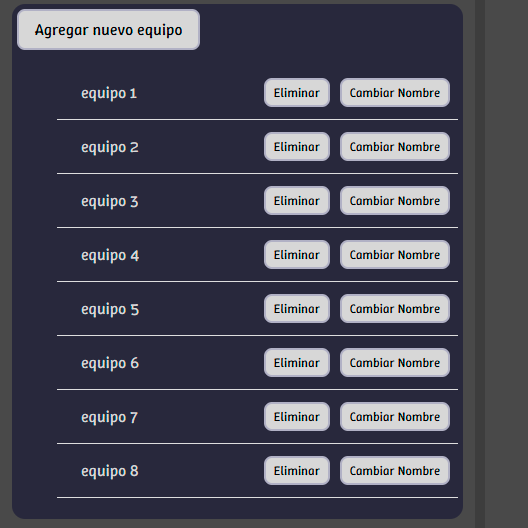 Agregar nuevo equipo
equipo 1 Eliminar Cambiar Nombre
equipo 2 Eliminar Cambiar Nombre
equipo 3 Eliminar Cambiar Nombre
equipo 4 Eliminar Cambiar Nombre
equipo 5 Eliminar Cambiar Nombre
equipo 6 Eliminar Cambiar Nombre
equipo 7 Eliminar Cambiar Nombre
equipo 8 Eliminar Cambiar Nombre